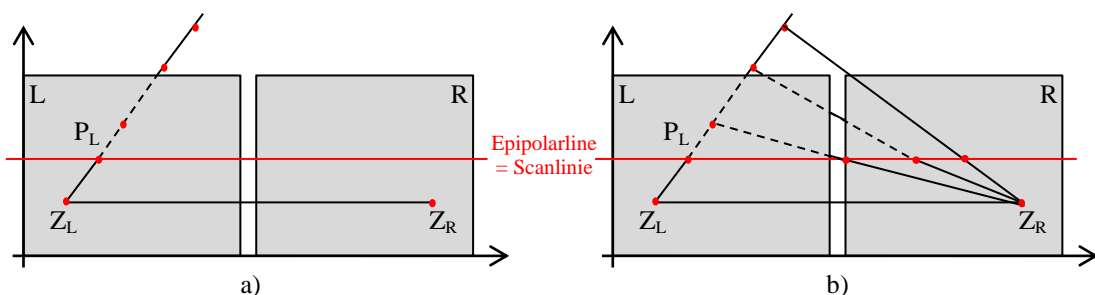 L
R
P_L
Z_L
Z_R
Epipolarline
= Scanlinie
L
R
P_L
Z_L
Z_R
a)
b)